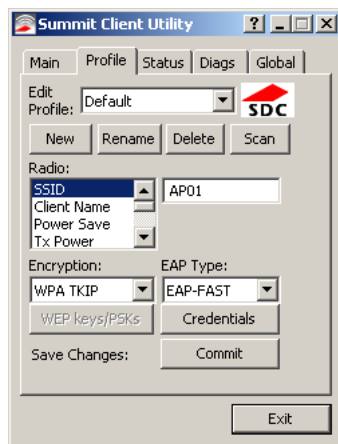 Summit Client Utility
Main Profile Status Diags Global
Edit
Profile: Default
SDC
New Rename Delete Scan
Radio:
SSID AP01
Client Name
Power Save
Tx Power
Encryption: EAP Type:
WPA TKIP EAP-FAST
WEP keys/PSKs Credentials
Save Changes: Commit
Exit